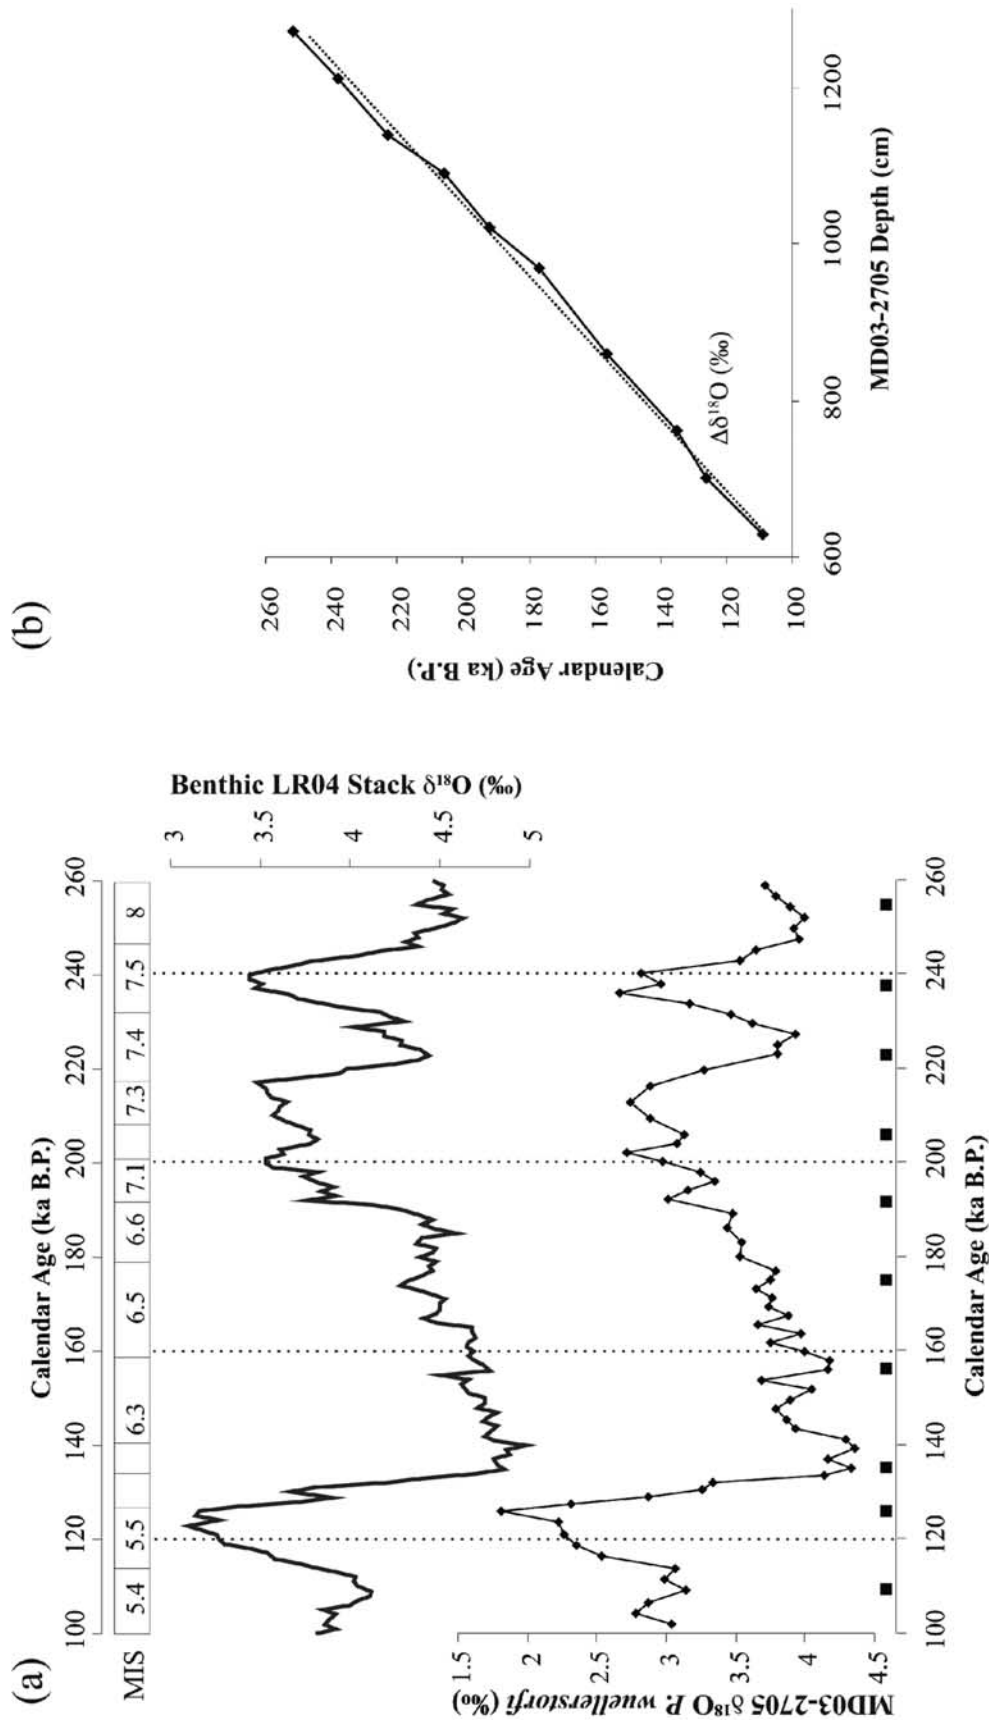 (a)
Calendar Age (ka B.P.)
100 120 140 160 180 200 220 240 260
MIS 5.4 5.5 6.3 6.5 6.6 7.1 7.3 7.4 7.5 8
Benthic LR04 Stack δ¹⁸O (‰)
3
3.5
4
4.5
5
MD03-2705 δ¹⁸O P. wuellerstorfi (‰)
1.5
2
2.5
3
3.5
4
4.5
100 120 140 160 180 200 220 240 260
Calendar Age (ka B.P.)
(b)
Calendar Age (ka B.P.)
260
240
220
200
180
160
140
120
100
Δδ¹⁸O (‰)
600 800 1000 1200
MD03-2705 Depth (cm)